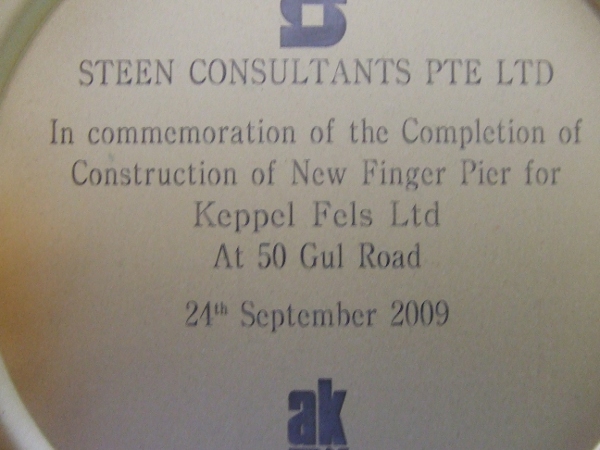 STEEN CONSULTANTS PTE LTD
In commemoration of the Completion of
Construction of New Finger Pier for
Keppel Fels Ltd
At 50 Gul Road
24th September 2009
ak